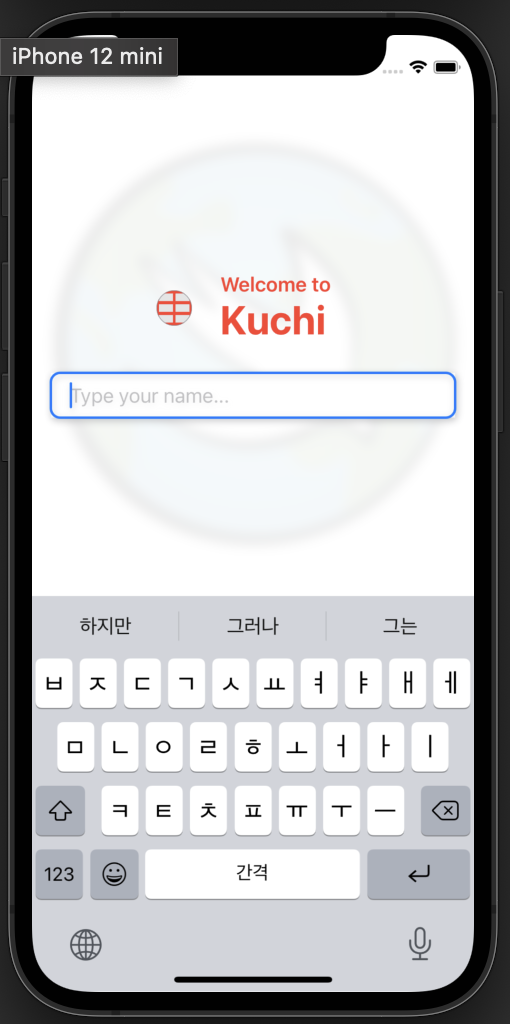 iPhone 12 mini
Welcome to
Kuchi
Type your name...
하지만 그러나 그는
ㅂ ㅈ ㄷ ㄱ ㅅ ㅛ ㅕ ㅑ ㅐ ㅔ
ㅁ ㄴ ㅇ ㄹ ㅎ ㅗ ㅓ ㅏ ㅣ
ㅋ ㅌ ㅊ ㅍ ㅠ ㅜ ㅡ
123 간격